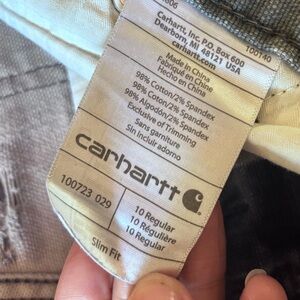 Carhartt, Inc. P.O. Box 600
Dearborn, MI 48121 USA
carhartt.com
100140
Made in China
Fabriqué en Chine
Hecho en China
98% Cotton/2% Spandex
98% Coton/2% Spandex
98% Algodón/2% Spandex
Exclusive of Trimming
Sans garniture
Sin incluir adorno
carhartt
100723 029
10 Regular
10 Régulière
10 Regular
Slim Fit